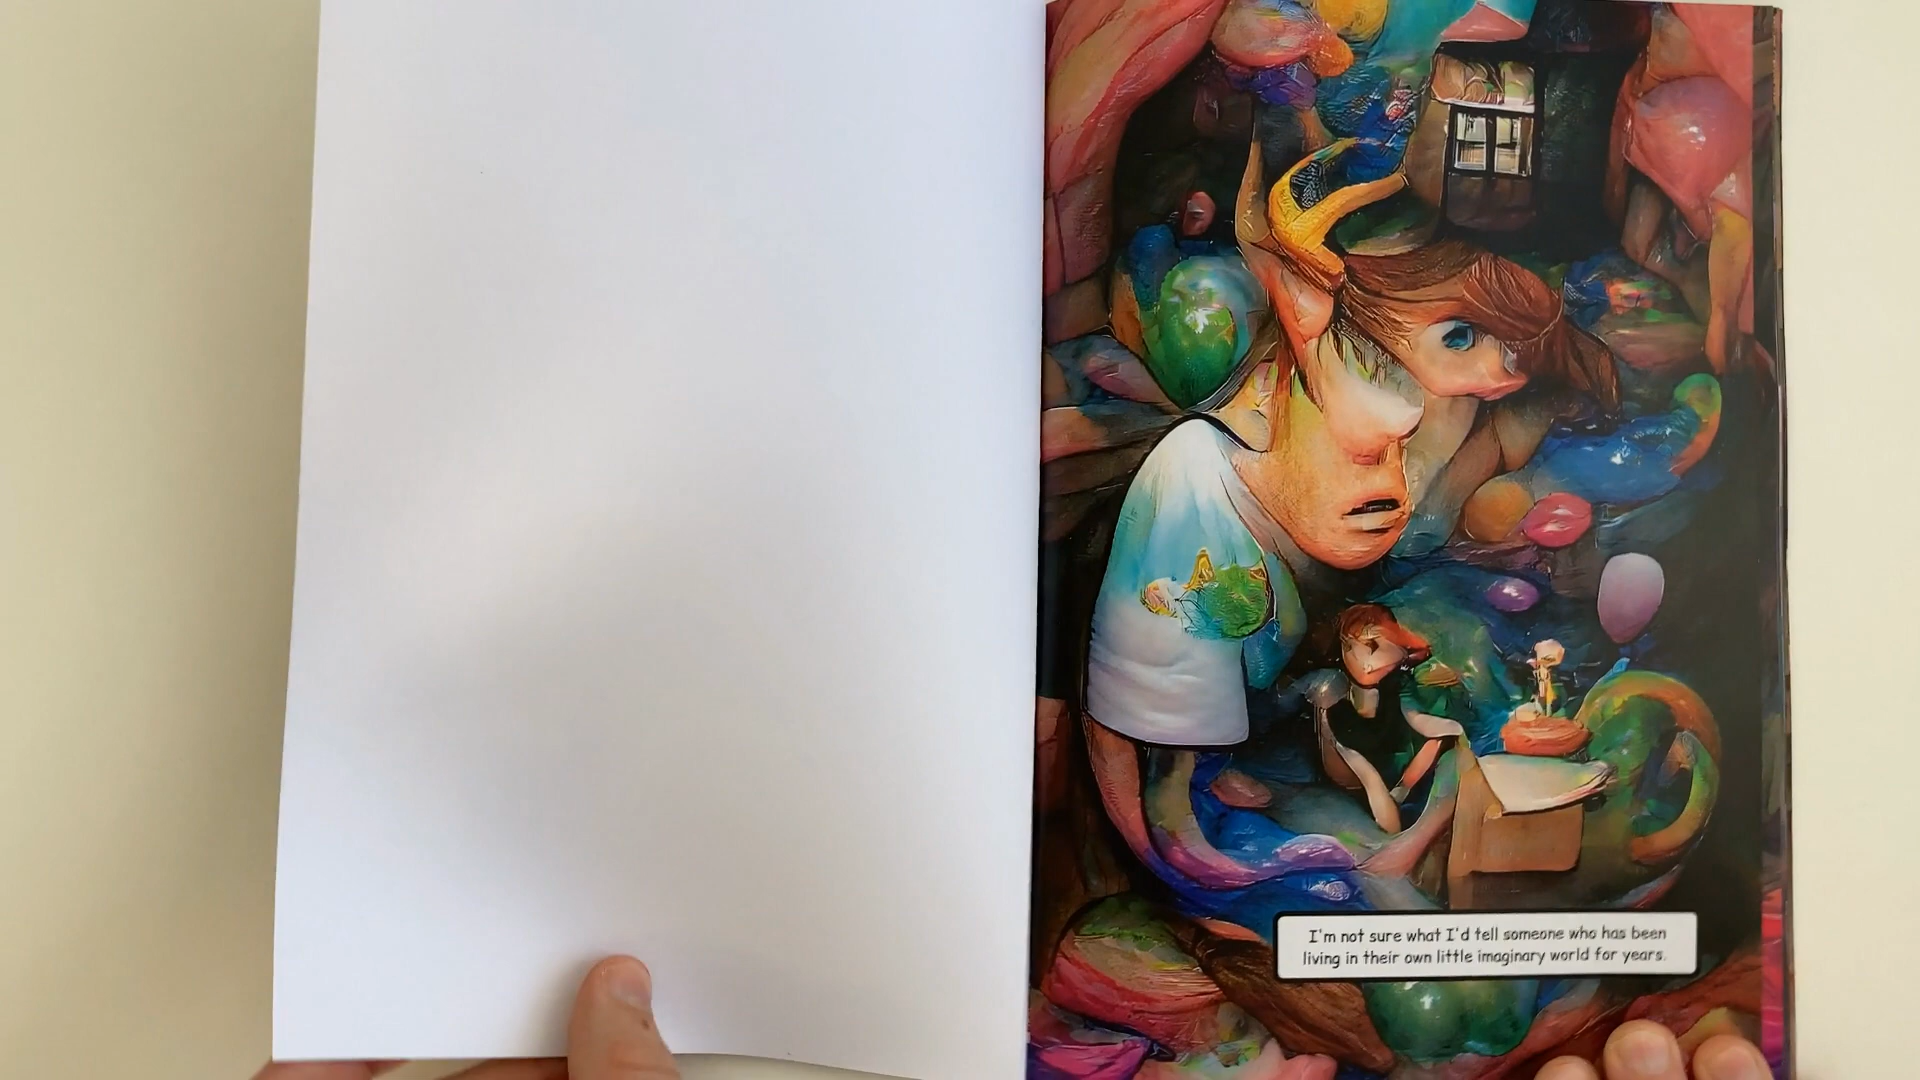 I'm not sure what I'd tell someone who has been
living in their own little imaginary world for years.